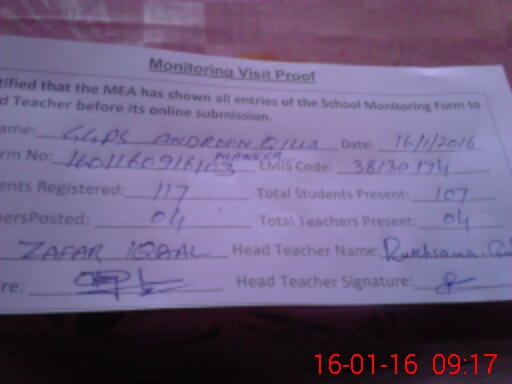 Monitoring Visit Proof
tified that the MEA has shown all entries of the School Monitoring Form to
d Teacher before its online submission.
ame: GGPS ANDROON QILLA Date: 16/1/2016
MANKER
rm No: EMIS Code: 38130174
ents Registered: 117 Total Students Present: 107
hersPosted: 04 Total Teachers Present: 04
ZAFAR IQBAL Head Teacher Name: Rukhsana
re: Head Teacher Signature:
16-01-16 09:17